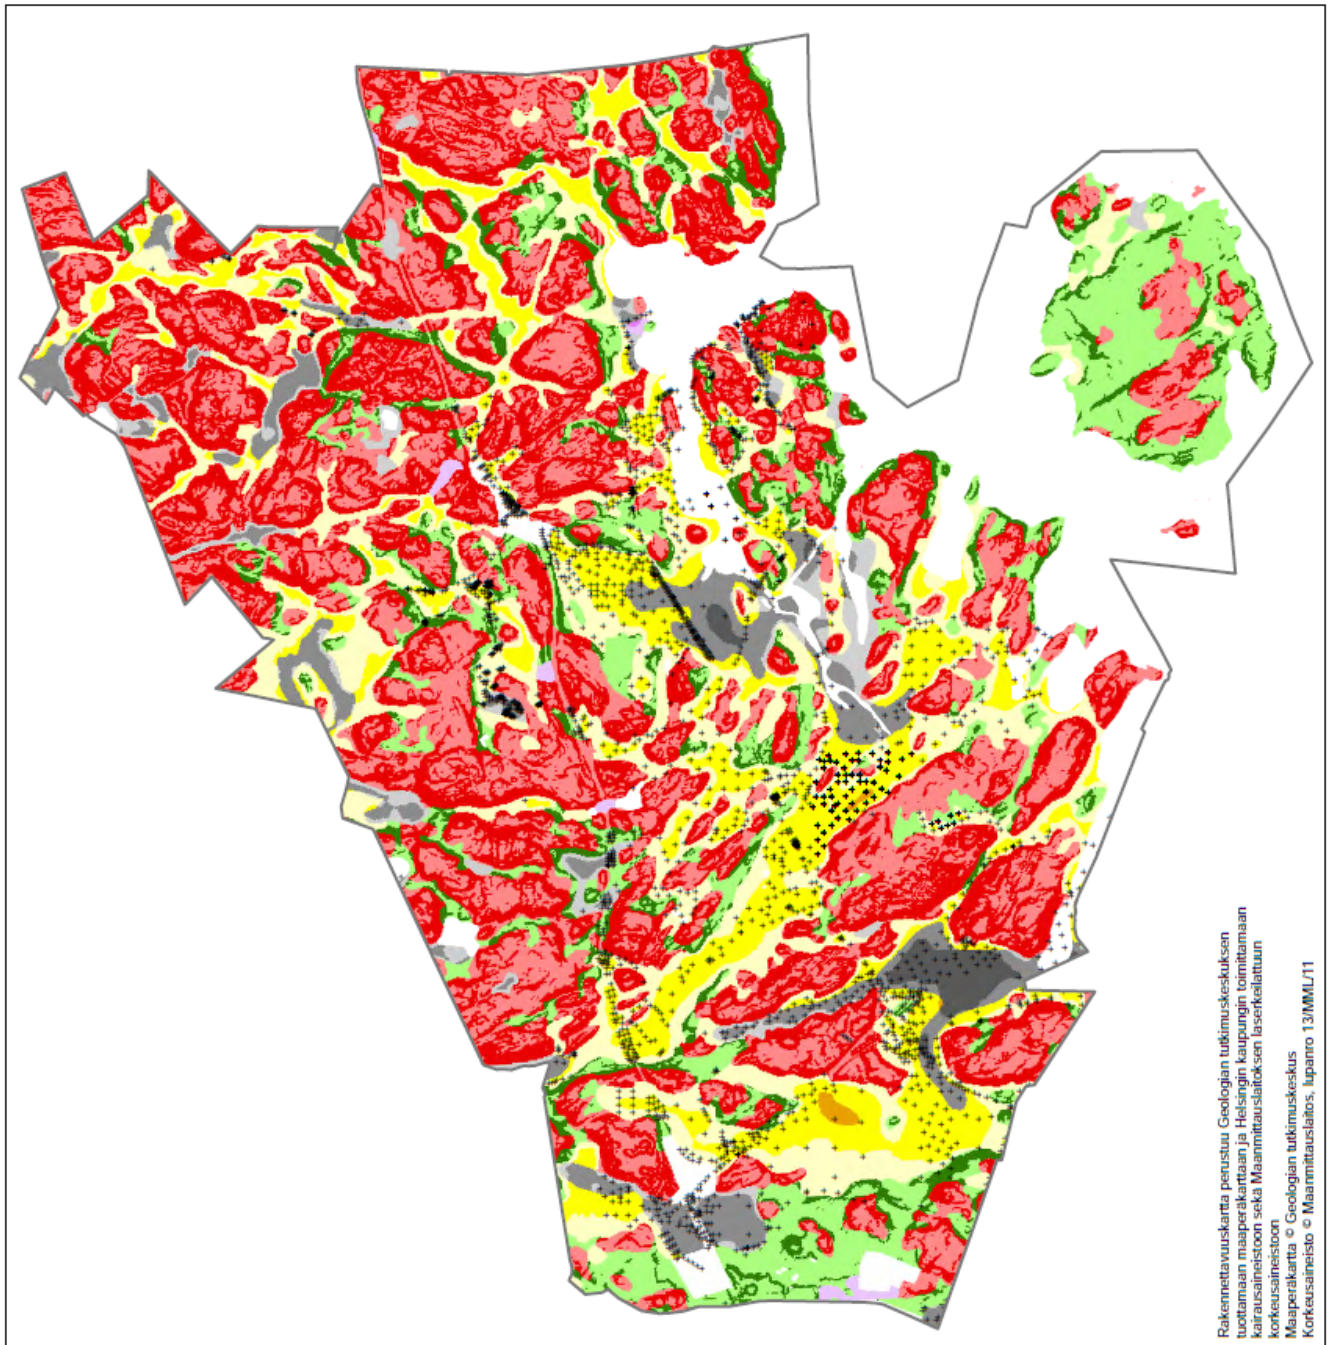 Rakennettavuuskartta perustuu Geologian tutkimuskeskuksen
tuottamaan maaperäkarttaan ja Helsingin kaupungin toimittamaan
kairausaineistoon sekä Maanmittauslaitoksen laserkeilattuun
korkeusaineistoon
Maaperäkartta © Geologian tutkimuskeskus
Korkeusaineisto © Maanmittauslaitos, lupanro 13/MML/11